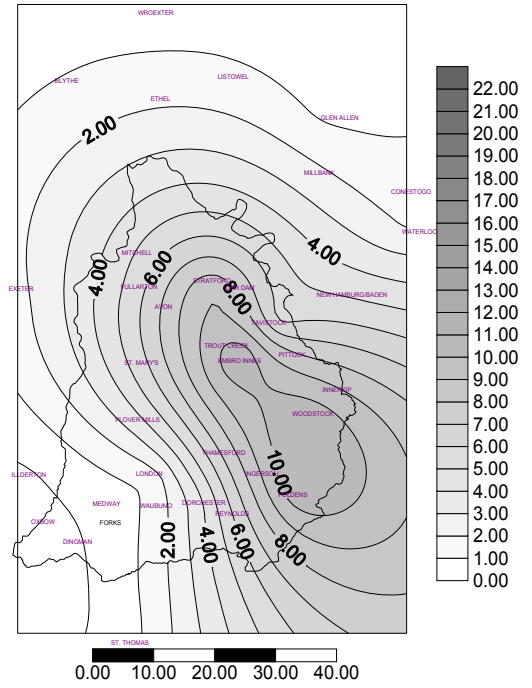 WROEXTER
BLYTHE
LISTOWEL
ETHEL
GLEN ALLEN
2.00
MILLBANK
CONESTOGO
WATERLOO
4.00
MITCHELL
6.00
4.00
EXETER
FULLARTON
STRATFORD
DAM
8.00
NEW HAMBURG/BADEN
AVON
TAVISTOCK
TROUT CREEK
PITTOCK
ST. MARY'S
EMBRO INNES
INNERKIP
WOODSTOCK
PLOVER MILLS
THAMESFORD
ILLDERTON
LONDON
INGERSOLL
10.00
FOLDENS
MEDWAY
WAUBUNO
DORCHESTER
REYNOLDS
OXBOW
FORKS
DINGMAN
2.00
4.00
6.00
8.00
ST. THOMAS
0.00 10.00 20.00 30.00 40.00
22.00
21.00
20.00
19.00
18.00
17.00
16.00
15.00
14.00
13.00
12.00
11.00
10.00
9.00
8.00
7.00
6.00
5.00
4.00
3.00
2.00
1.00
0.00